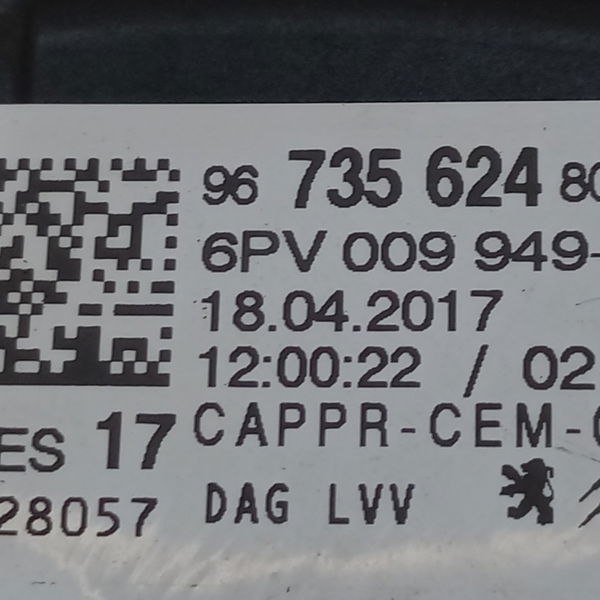 96 735 624 80
6PV 009 949-
18.04.2017
12:00:22 / 02
ES 17 CAPPR-CEM-
28057 DAG LVV